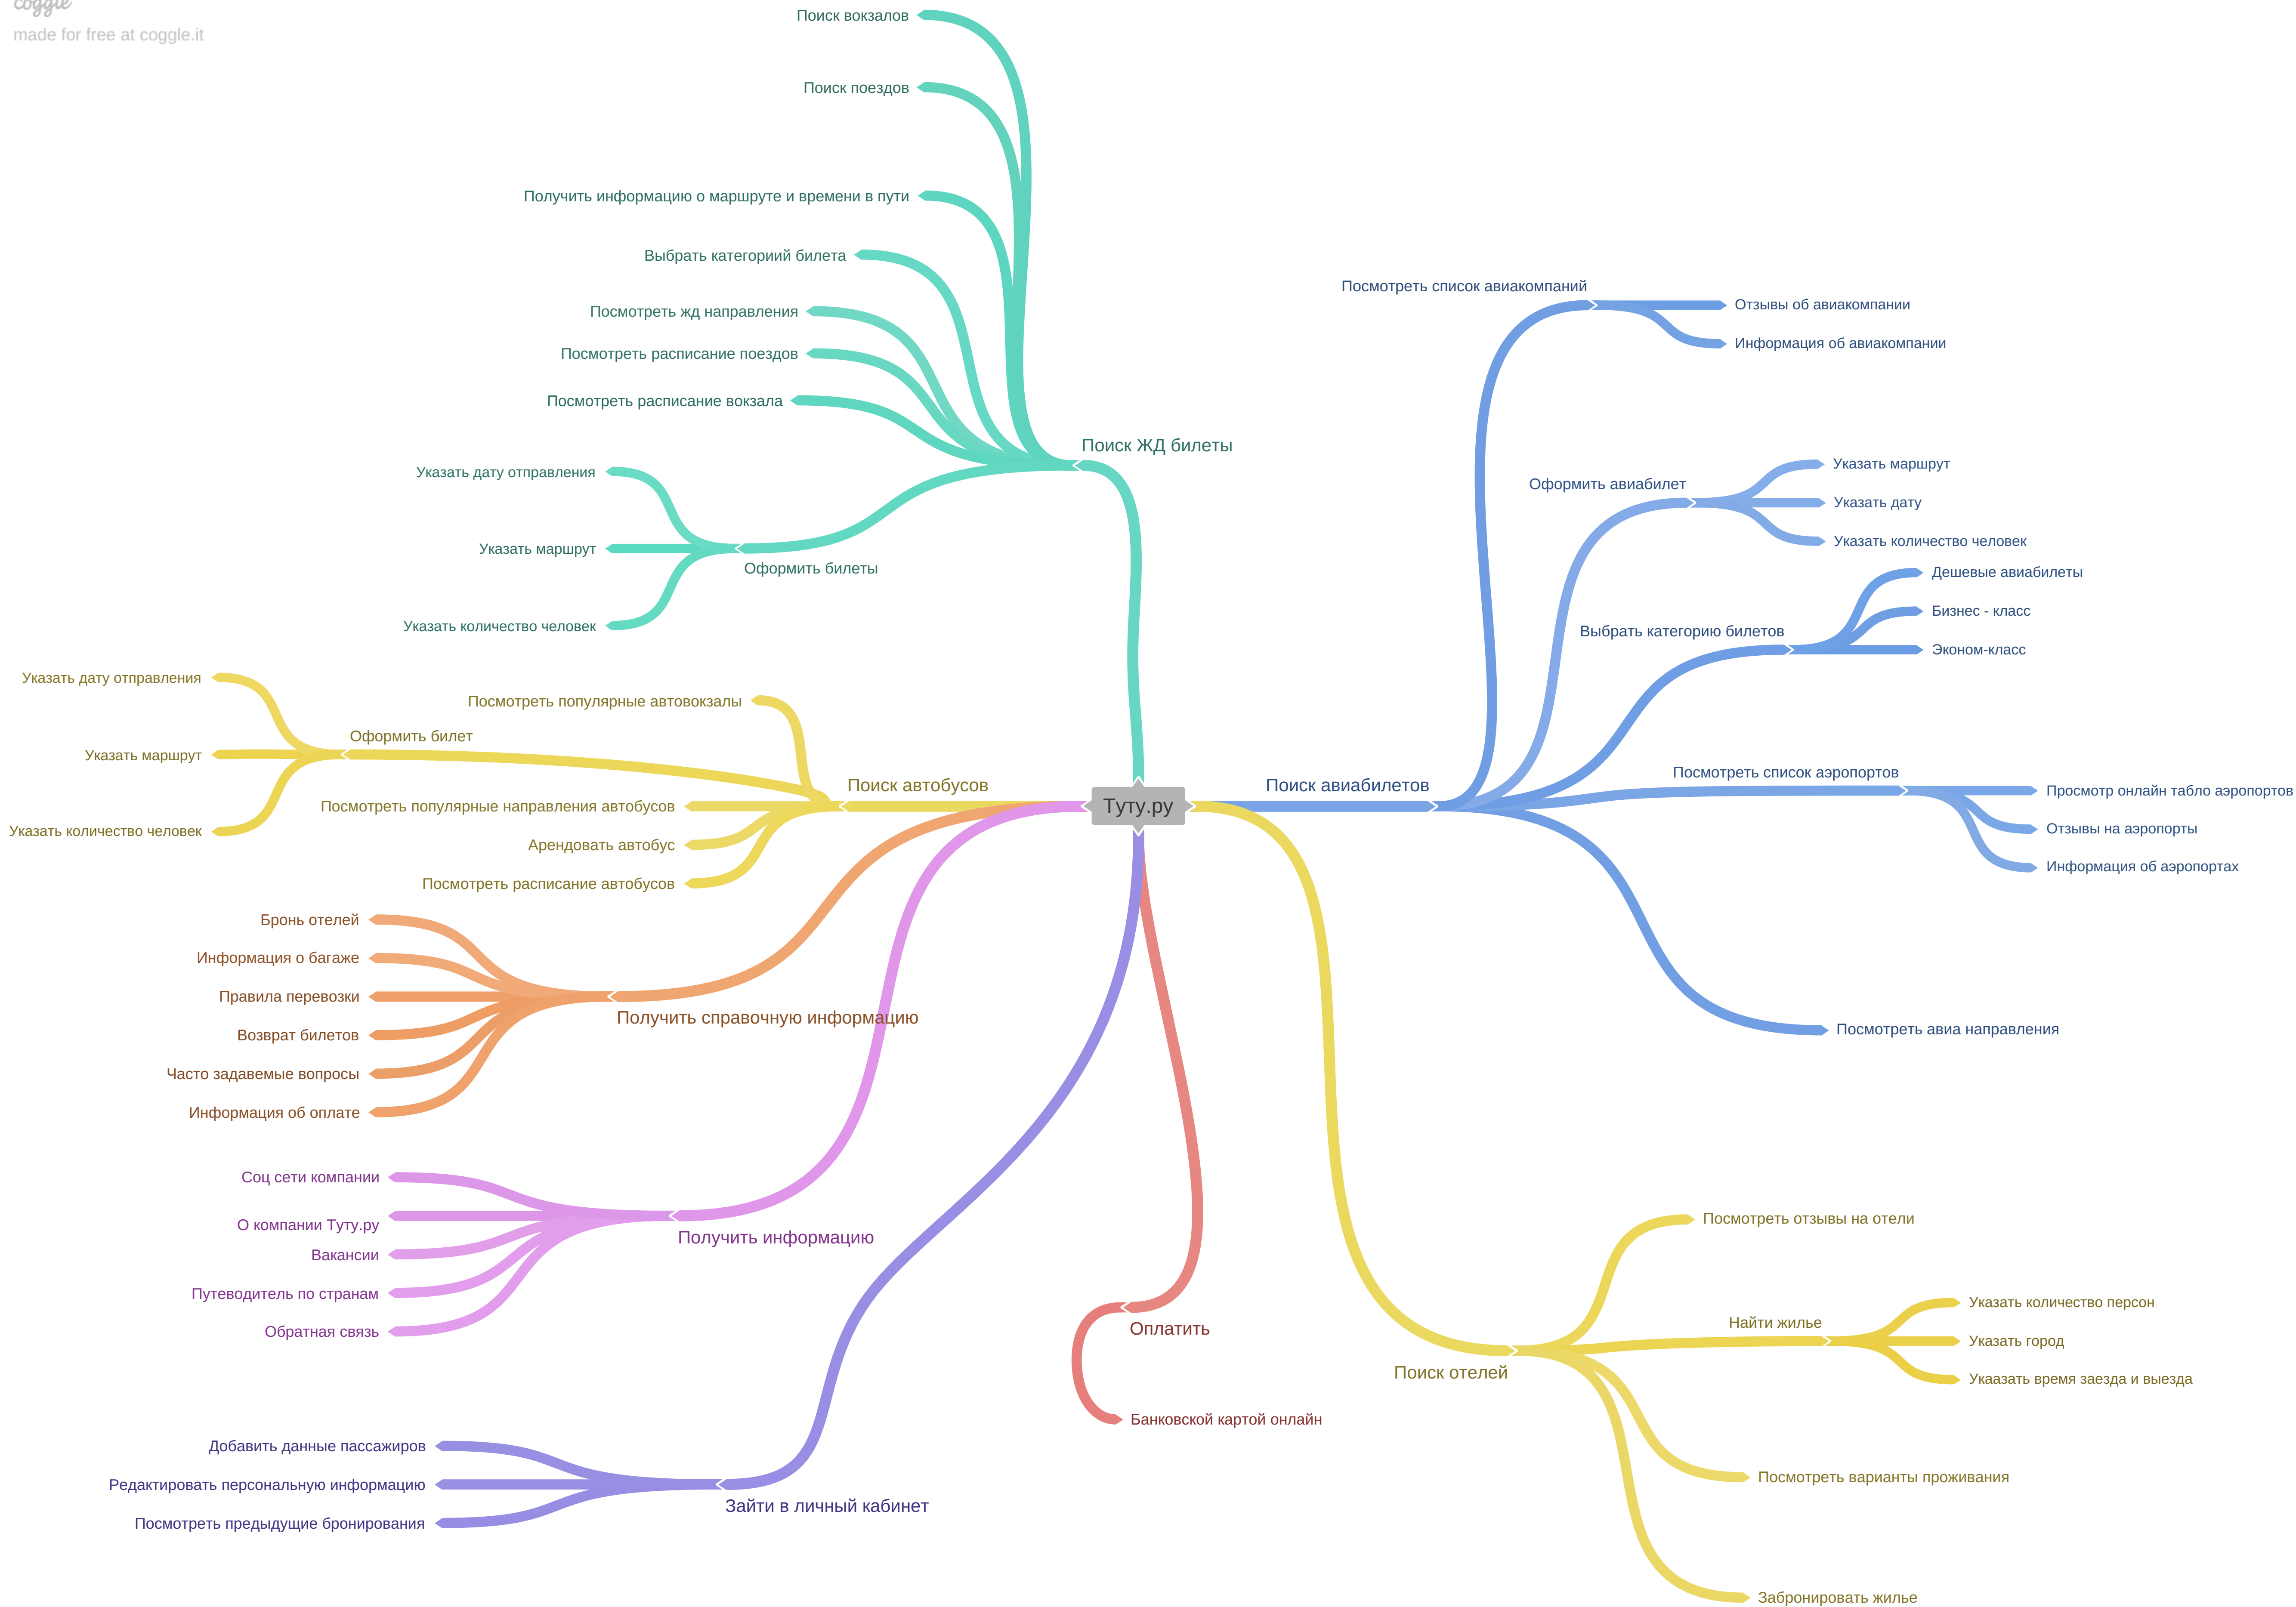 coggle
made for free at coggle.it
Поиск вокзалов
Поиск поездов
Получить информацию о маршруте и времени в пути
Выбрать категориий билета
Посмотреть жд направления
Посмотреть расписание поездов
Посмотреть расписание вокзала
Поиск ЖД билеты
Указать дату отправления
Указать маршрут
Оформить билеты
Указать количество человек
Указать дату отправления
Посмотреть популярные автовокзалы
Оформить билет
Указать маршрут
Поиск автобусов
Посмотреть популярные направления автобусов
Указать количество человек
Арендовать автобус
Посмотреть расписание автобусов
Бронь отелей
Информация о багаже
Правила перевозки
Получить справочную информацию
Возврат билетов
Часто задавемые вопросы
Информация об оплате
Соц сети компании
О компании Туту.ру
Получить информацию
Вакансии
Путеводитель по странам
Обратная связь
Добавить данные пассажиров
Редактировать персональную информацию
Зайти в личный кабинет
Посмотреть предыдущие бронирования
Туту.ру
Оплатить
Банковской картой онлайн
Поиск авиабилетов
Посмотреть список авиакомпаний
Отзывы об авиакомпании
Информация об авиакомпании
Оформить авиабилет
Указать маршрут
Указать дату
Указать количество человек
Выбрать категорию билетов
Дешевые авиабилеты
Бизнес - класс
Эконом-класс
Посмотреть список аэропортов
Просмотр онлайн табло аэропортов
Отзывы на аэропорты
Информация об аэропортах
Посмотреть авиа направления
Поиск отелей
Посмотреть отзывы на отели
Найти жилье
Указать количество персон
Указать город
Укаазать время заезда и выезда
Посмотреть варианты проживания
Забронировать жилье